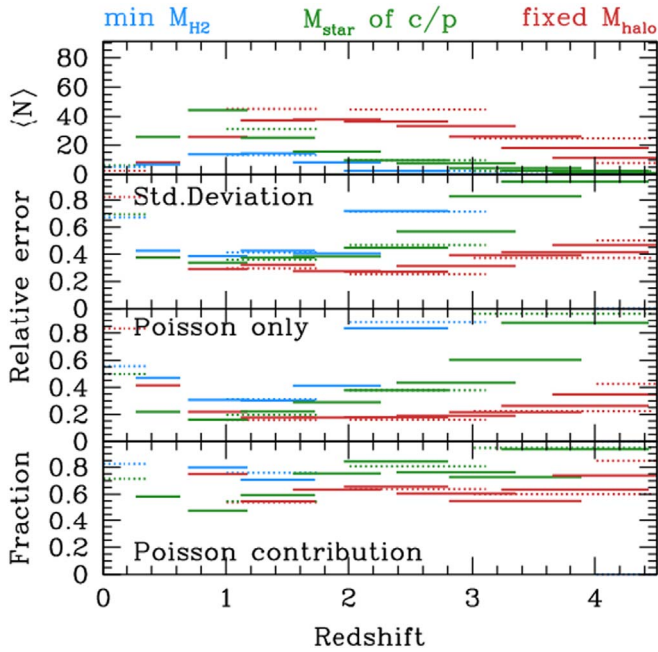 min M_H2 M_star of c/p fixed M_halo
80
60
40
20
0
⟨N⟩
Std.Deviation
0.8
0.6
0.4
0.2
0
Relative error
Poisson only
0.8
0.6
0.4
0.2
0
Fraction
0.8
0.6
0.4
0.2
0
Poisson contribution
0 1 2 3 4
Redshift